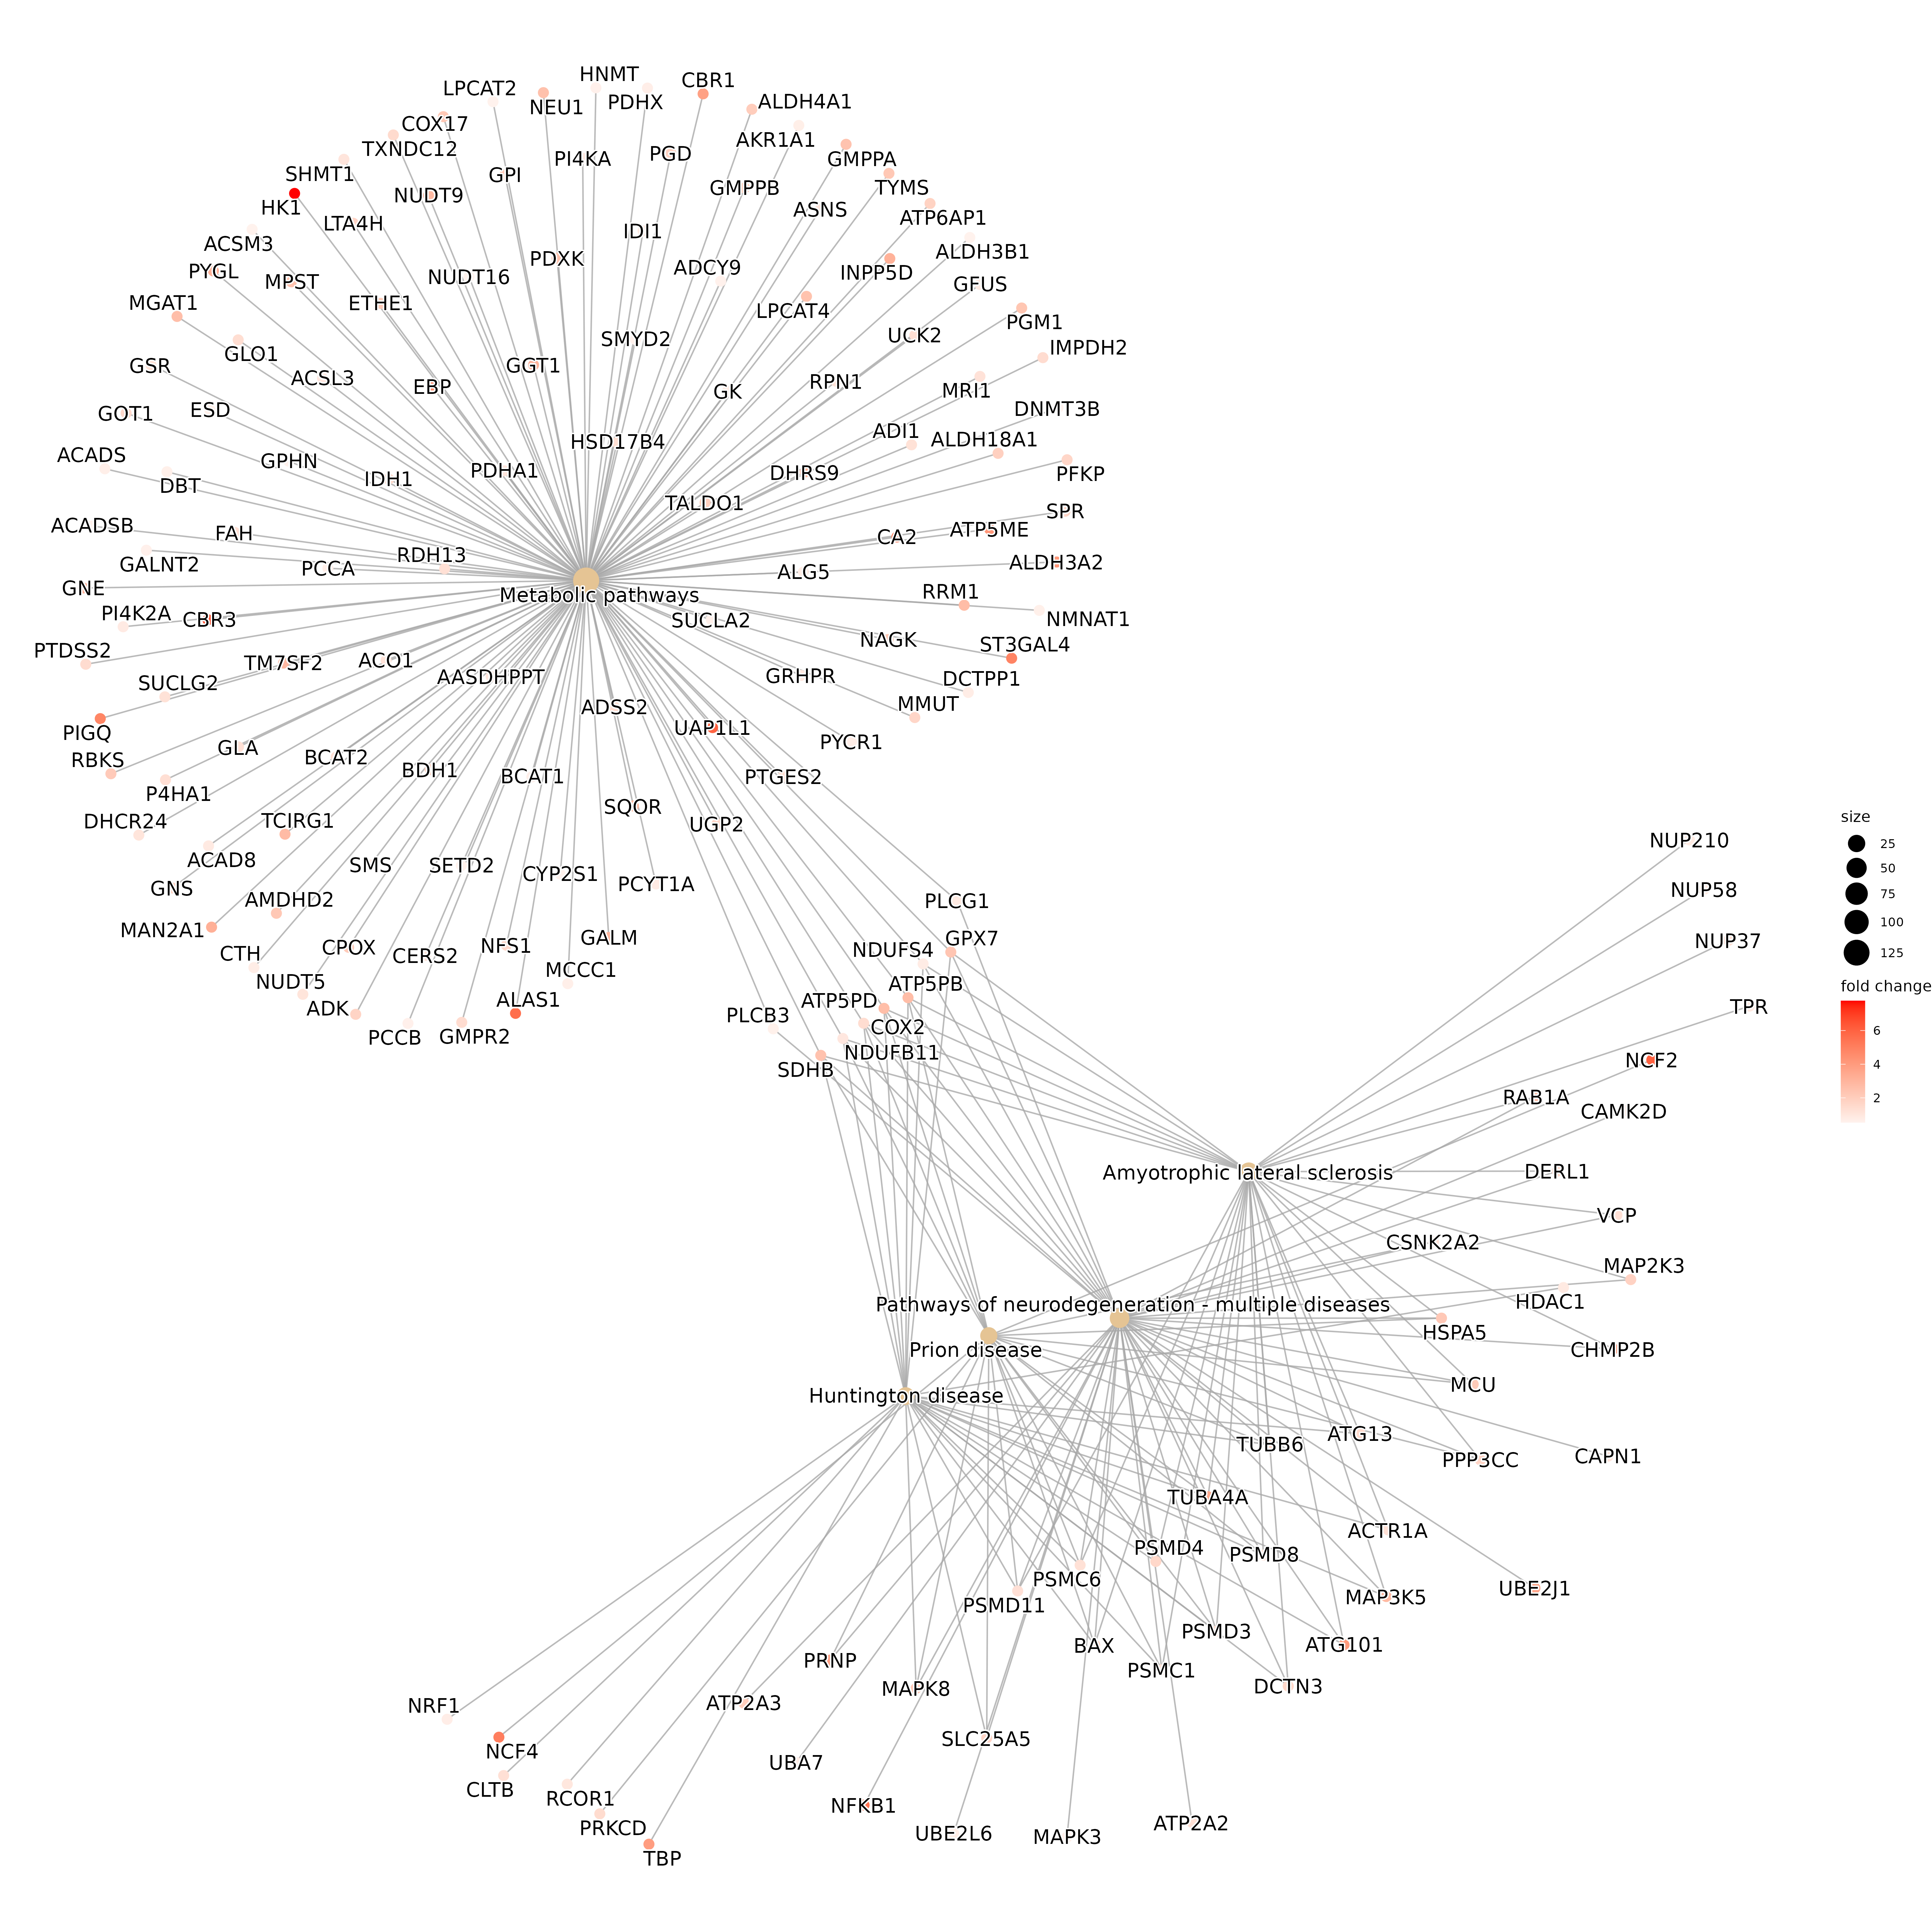 HNMT
LPCAT2
CBR1
NEU1
PDHX
ALDH4A1
COX17
TXNDC12
PI4KA
PGD
AKR1A1
GMPPA
SHMT1
GPI
GMPPB
TYMS
HK1
NUDT9
ASNS
ATP6AP1
LTA4H
IDI1
ACSM3
ALDH3B1
PYGL
MPST
NUDT16
PDXK
ADCY9
INPP5D
GFUS
MGAT1
ETHE1
LPCAT4
PGM1
GLO1
SMYD2
UCK2
IMPDH2
GSR
ACSL3
EBP
GGT1
GK
RPN1
MRI1
GOT1
ESD
DNMT3B
ADI1
ALDH18A1
HSD17B4
ACADS
DBT
GPHN
IDH1
PDHA1
DHRS9
PFKP
TALDO1
SPR
ACADSB
FAH
CA2
ATP5ME
GALNT2
PCCA
RDH13
ALG5
ALDH3A2
GNE
Metabolic pathways
RRM1
NMNAT1
PI4K2A
CBR3
SUCLA2
NAGK
ST3GAL4
PTDSS2
TM7SF2
ACO1
AASDHPPT
GRHPR
DCTPP1
SUCLG2
ADSS2
MMUT
PIGQ
UAP1L1
PYCR1
RBKS
GLA
BCAT2
BDH1
BCAT1
PTGES2
P4HA1
SQOR
DHCR24
TCIRG1
UGP2
ACAD8
SMS
SETD2
CYP2S1
PCYT1A
GNS
AMDHD2
MAN2A1
CTH
CPOX
CERS2
NFS1
GALM
MCCC1
NUDT5
ADK
ALAS1
PCCB
GMPR2
PLCG1
NDUFS4
GPX7
ATP5PB
ATP5PD
PLCB3
COX2
NDUFB11
SDHB
NUP210
NUP58
NUP37
TPR
NCF2
RAB1A
CAMK2D
Amyotrophic lateral sclerosis
DERL1
VCP
CSNK2A2
MAP2K3
HDAC1
Pathways of neurodegeneration - multiple diseases
HSPA5
Prion disease
CHMP2B
MCU
Huntington disease
ATG13
TUBB6
PPP3CC
CAPN1
TUBA4A
ACTR1A
PSMD4
PSMD8
PSMC6
PSMD11
MAP3K5
UBE2J1
PSMD3
ATG101
BAX
PSMC1
DCTN3
PRNP
MAPK8
ATP2A3
NRF1
NCF4
SLC25A5
UBA7
CLTB
RCOR1
NFKB1
PRKCD
UBE2L6
MAPK3
ATP2A2
TBP
size
25
50
75
100
125
fold change
6
4
2